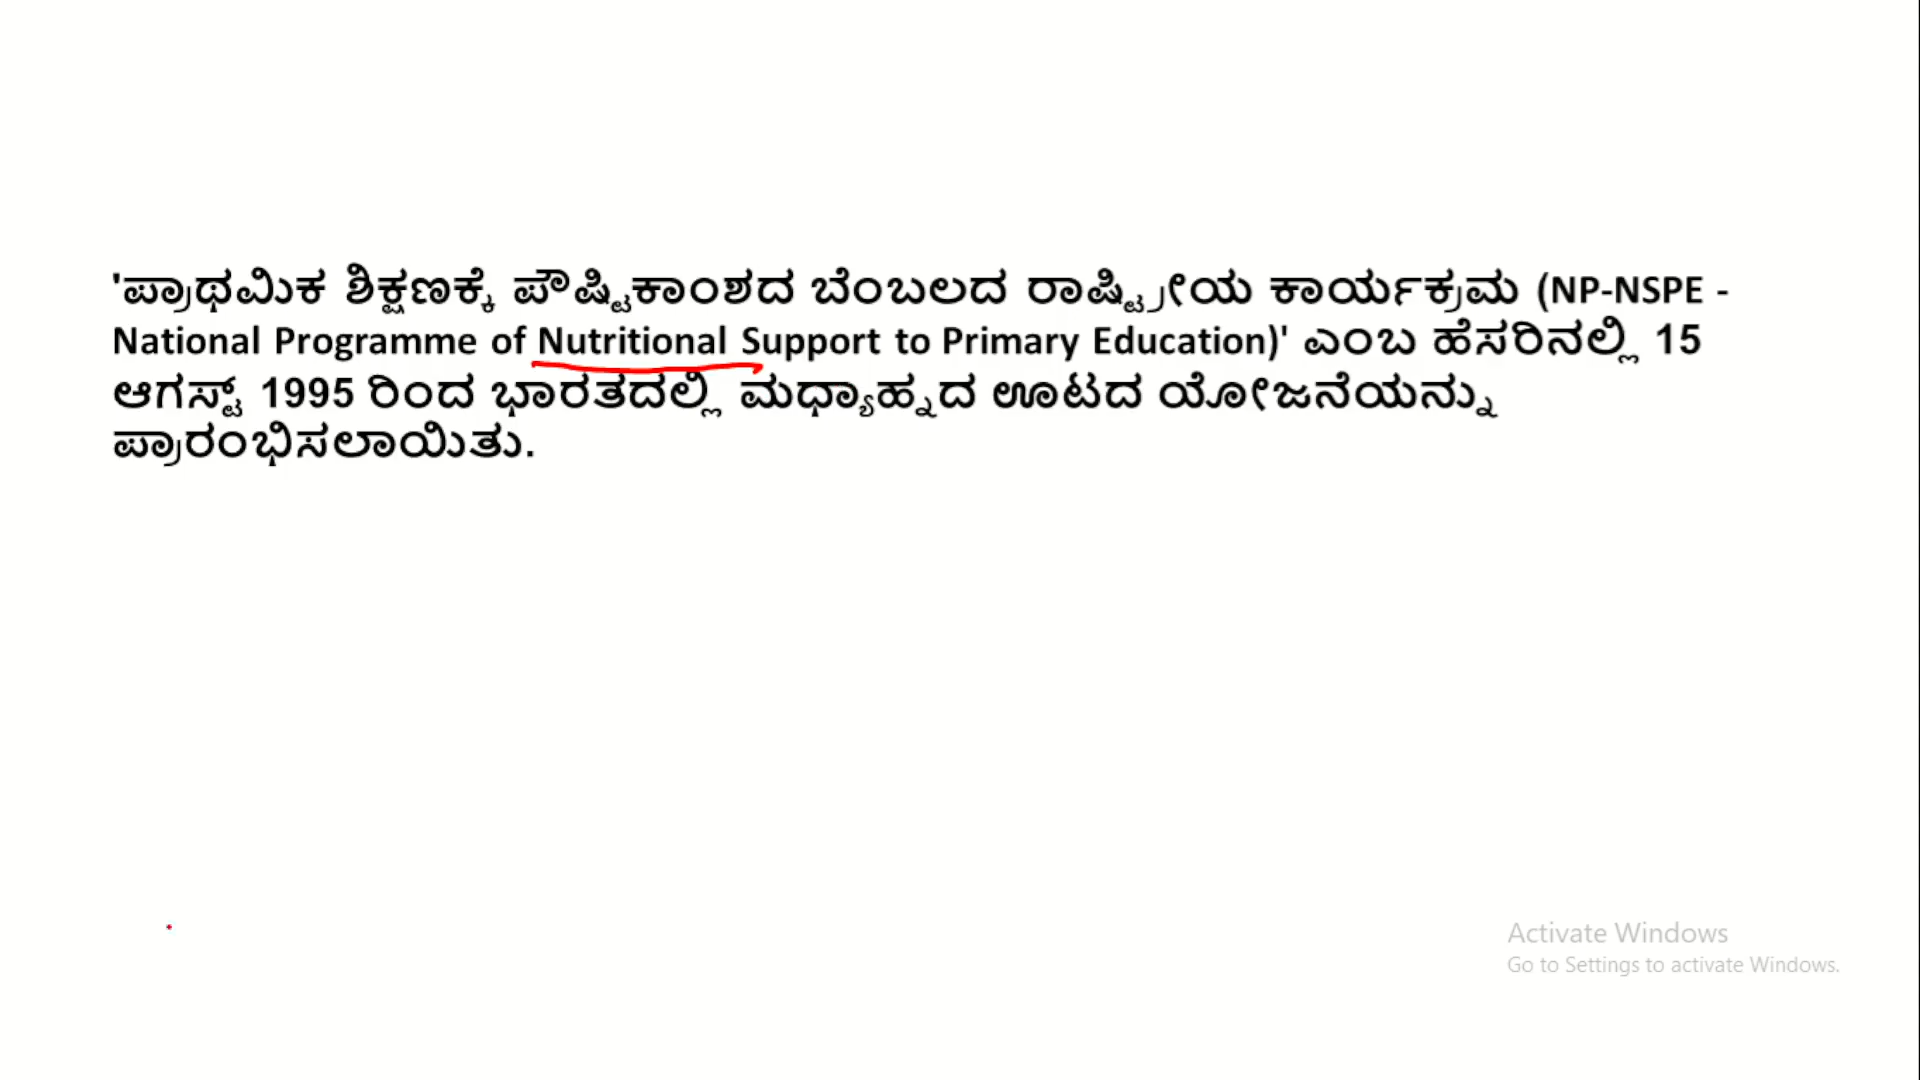 'ಪ್ರಾಥಮಿಕ ಶಿಕ್ಷಣಕ್ಕೆ ಪೌಷ್ಟಿಕಾಂಶದ ಬೆಂಬಲದ ರಾಷ್ಟ್ರೀಯ ಕಾರ್ಯಕ್ರಮ (NP-NSPE -
National Programme of Nutritional Support to Primary Education)' ಎಂಬ ಹೆಸರಿನಲ್ಲಿ 15
ಆಗಸ್ಟ್ 1995 ರಿಂದ ಭಾರತದಲ್ಲಿ ಮಧ್ಯಾಹ್ನದ ಊಟದ ಯೋಜನೆಯನ್ನು
ಪ್ರಾರಂಭಿಸಲಾಯಿತು.
Activate Windows
Go to Settings to activate Windows.